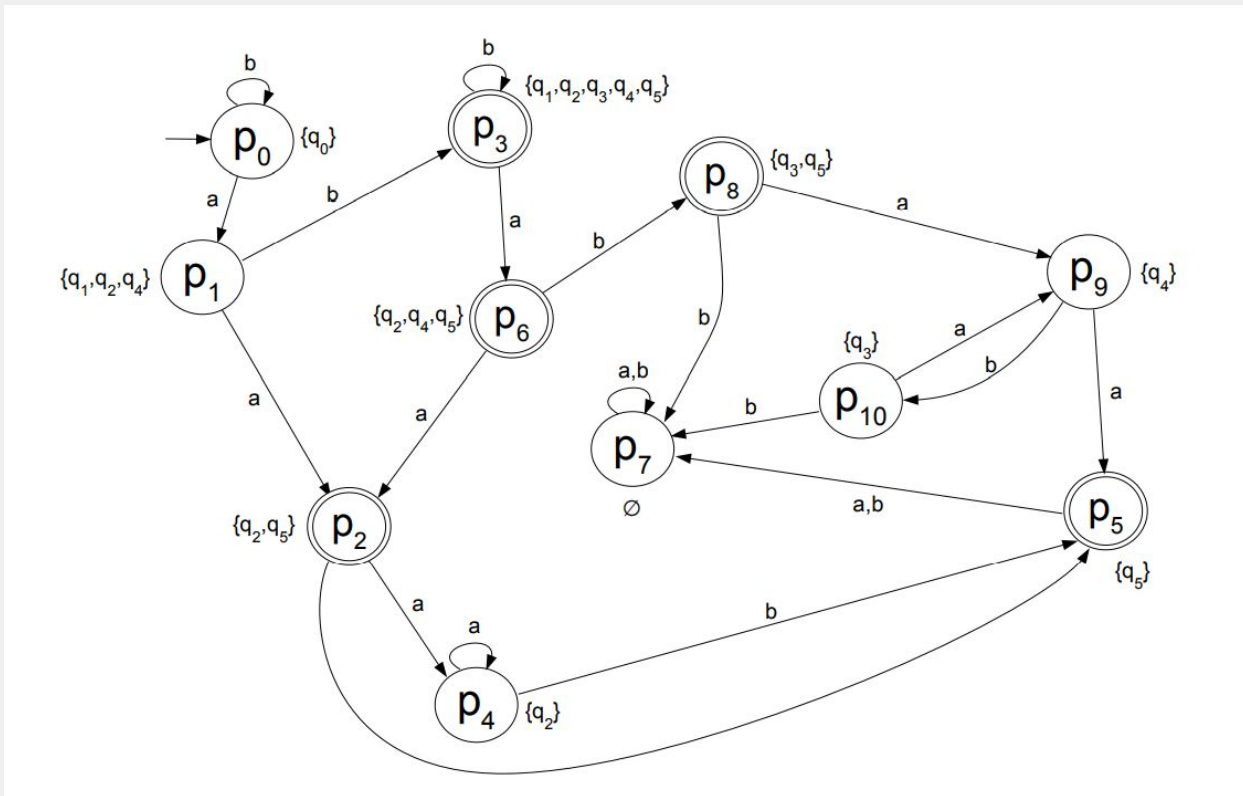 b
b
{q₁,q₂,q₃,q₄,q₅}
p₀
{q₀}
p₃
p₈
{q₃,q₅}
a
b
a
a
b
{q₁,q₂,q₄}
p₁
p₉
{q₄}
{q₂,q₄,q₅}
p₆
b
a
{q₃}
b
a,b
a
a
b
p₁₀
a
p₇
∅
a,b
p₅
{q₂,q₅}
p₂
{q₅}
a
b
a
p₄
{q₂}